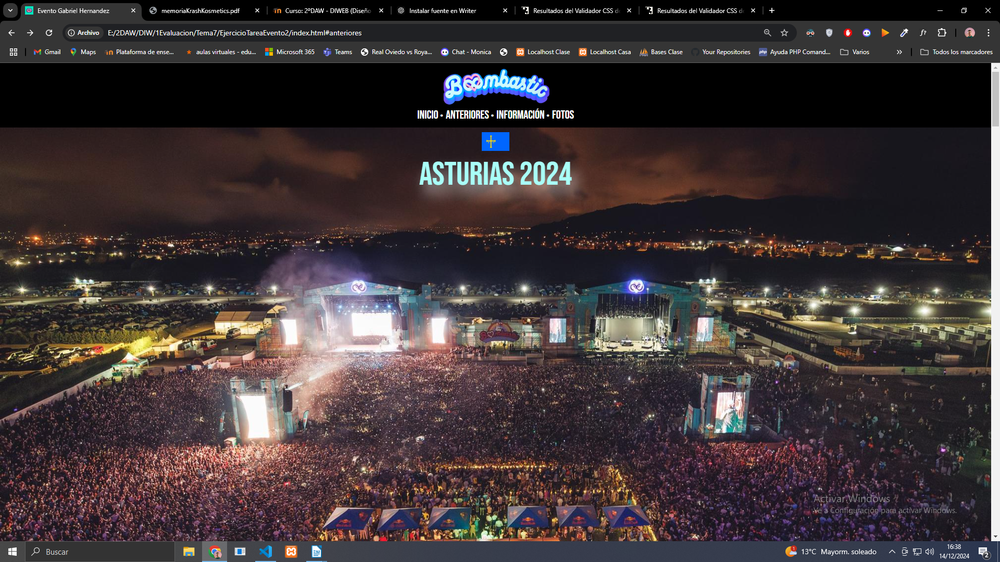 Evento Gabriel Hernandez
memoriaKrashKosmetics.pdf
Curso: 2ºDAW - DIWEB (Diseño
Instalar fuente en Writer
Resultados del Validador CSS de
Resultados del Validador CSS de
Archivo
E:/2DAW/DIW/1Evaluacion/Tema7/EjercicioTareaEvento2/index.html#anteriores
f?
Gmail
Maps
Plataforma de ense...
aulas virtuales - edu...
Microsoft 365
Teams
Real Oviedo vs Roya...
Chat - Monica
Localhost Clase
Localhost Casa
Bases Clase
Your Repositories
php
Ayuda PHP Comand...
Varios
Todos los marcadores
Boombastic
INICIO • ANTERIORES • INFORMACIÓN • FOTOS
ASTURIAS 2024
Activar Windows
Ve a Configuración para activar Windows.
Buscar
1
13°C Mayorm. soleado
16:38
14/12/2024
2